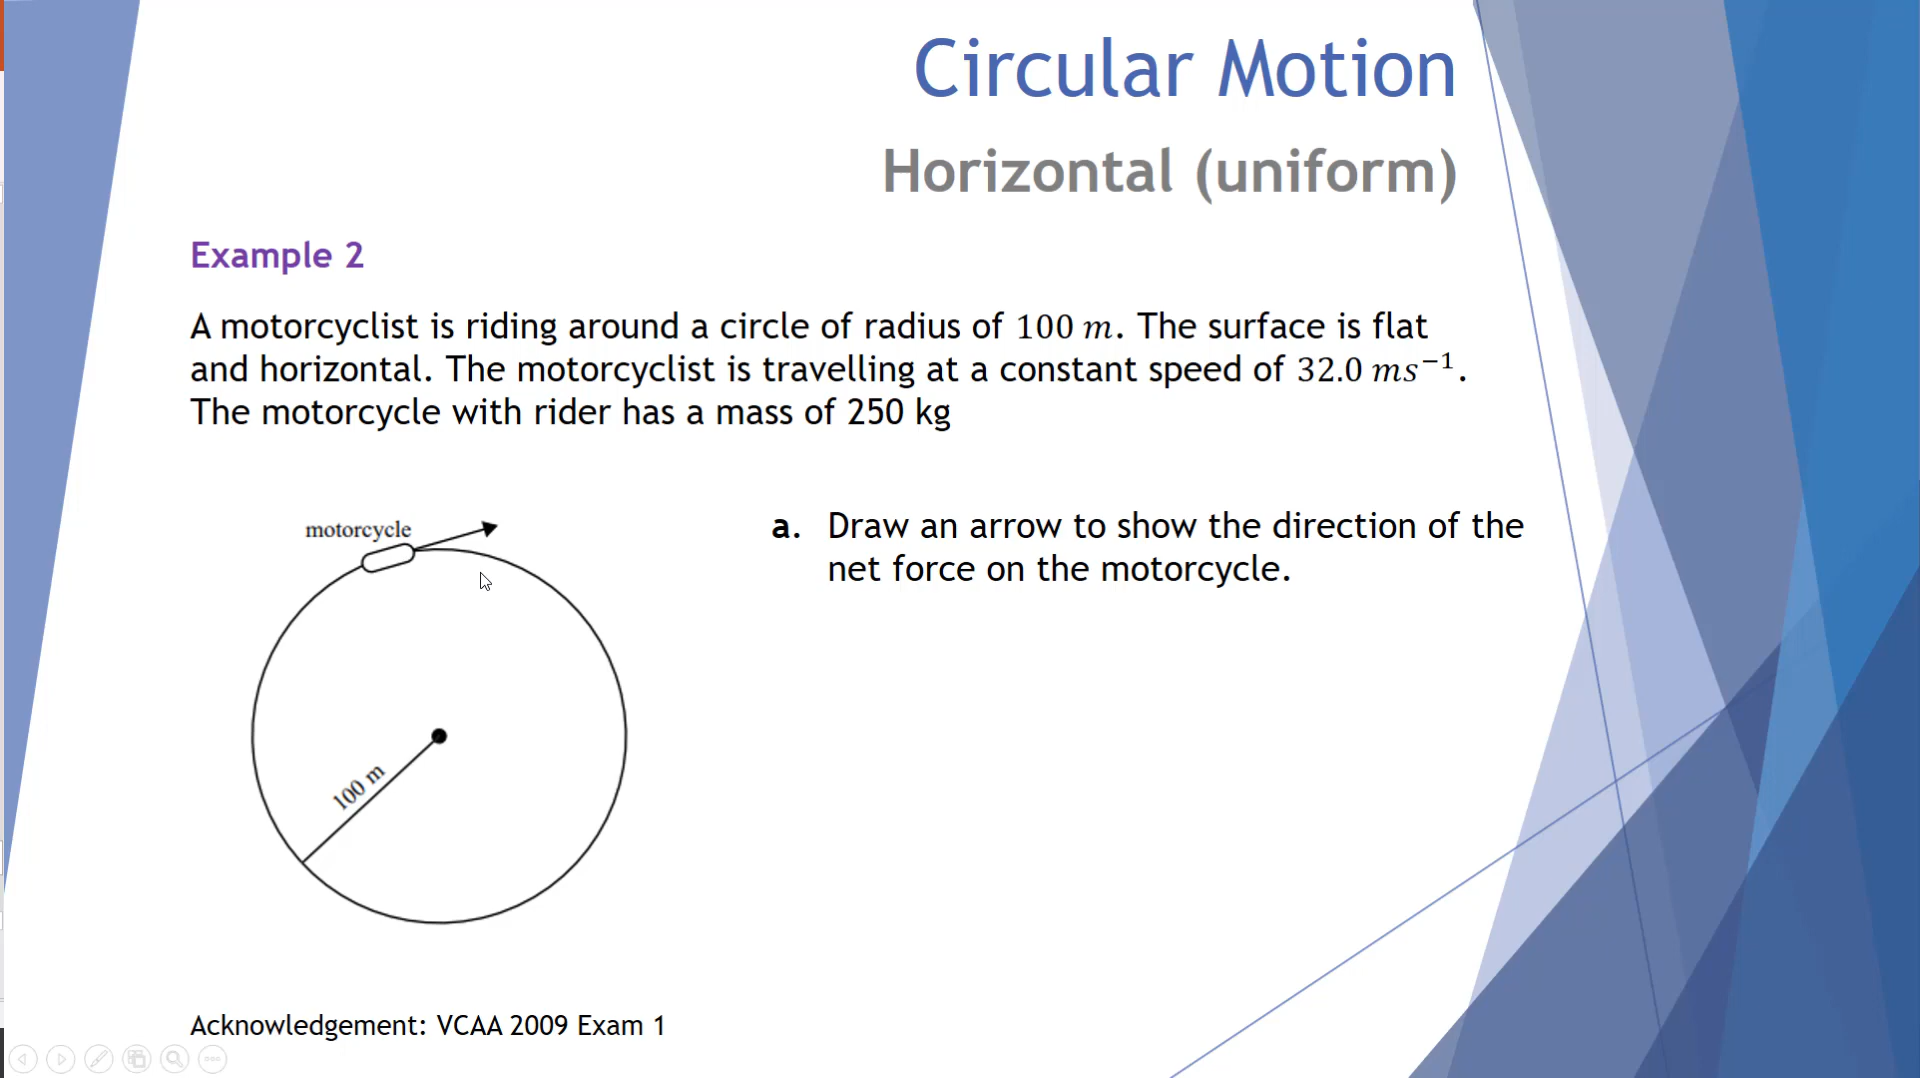 Circular Motion
Horizontal (uniform)
Example 2
A motorcyclist is riding around a circle of radius of 100 m. The surface is flat
and horizontal. The motorcyclist is travelling at a constant speed of 32.0 ms⁻¹.
The motorcycle with rider has a mass of 250 kg
motorcycle
100 m
a. Draw an arrow to show the direction of the
net force on the motorcycle.
Acknowledgement: VCAA 2009 Exam 1